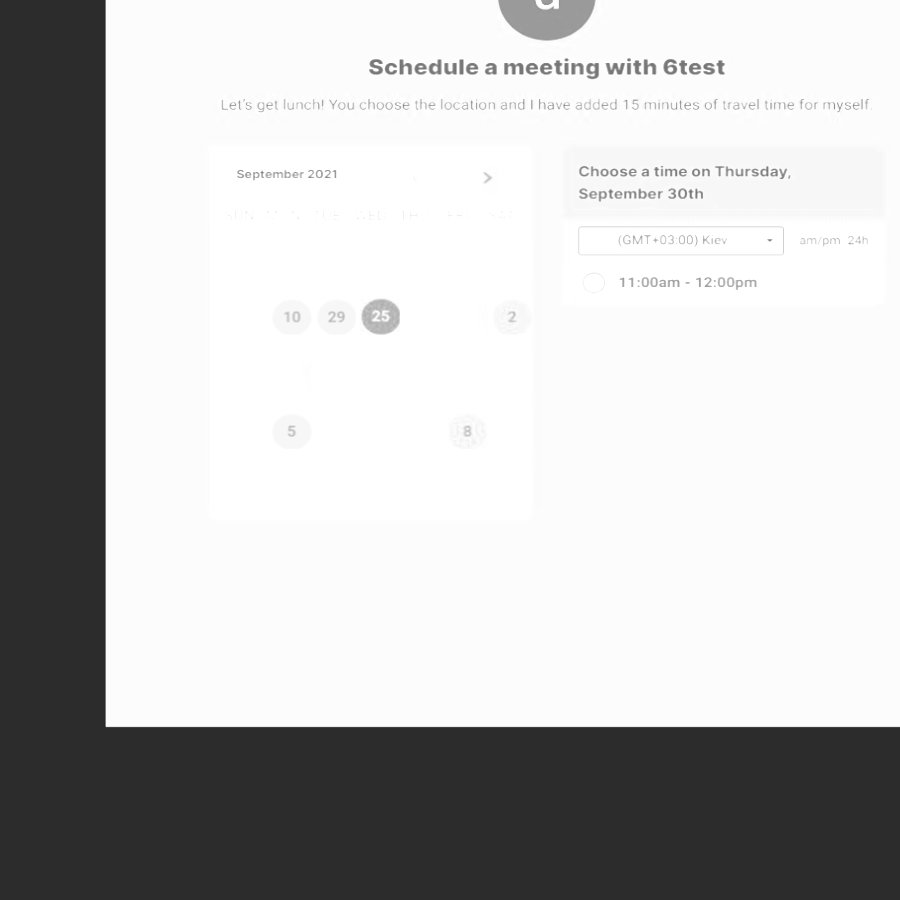 Schedule a meeting with 6test
Let's get lunch! You choose the location and I have added 15 minutes of travel time for myself.
September 2021
SUN MON TUE WED THU FRI SAT
10 29 25 2
5 8
Choose a time on Thursday,
September 30th
(GMT+03:00) Kiev am/pm 24h
11:00am - 12:00pm